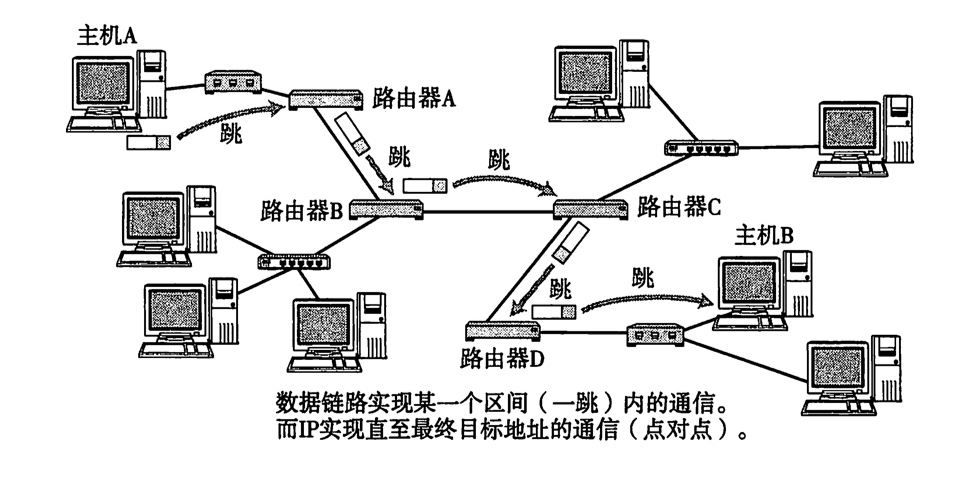 主机A
路由器A
跳
跳
跳
路由器B
路由器C
主机B
跳
跳
路由器D
数据链路实现某一个区间（一跳）内的通信。
而IP实现直至最终目标地址的通信（点对点）。